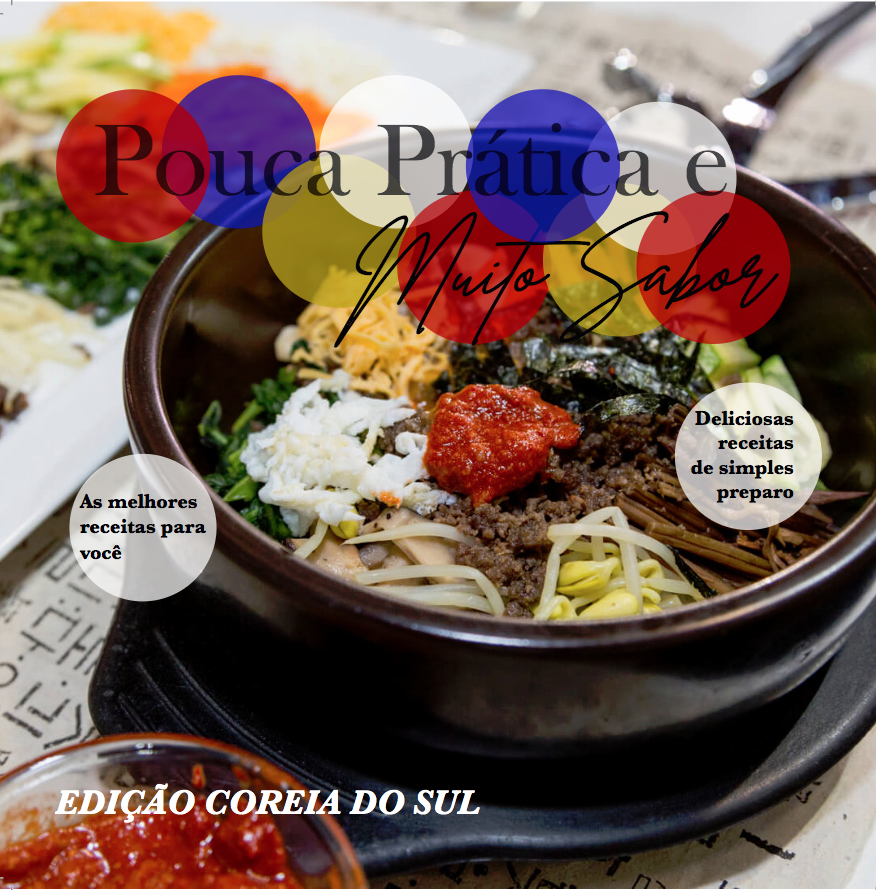 Pouca Prática e
Muito Sabor
Deliciosas
receitas
de simples
preparo
As melhores
receitas para
você
EDIÇÃO COREIA DO SUL